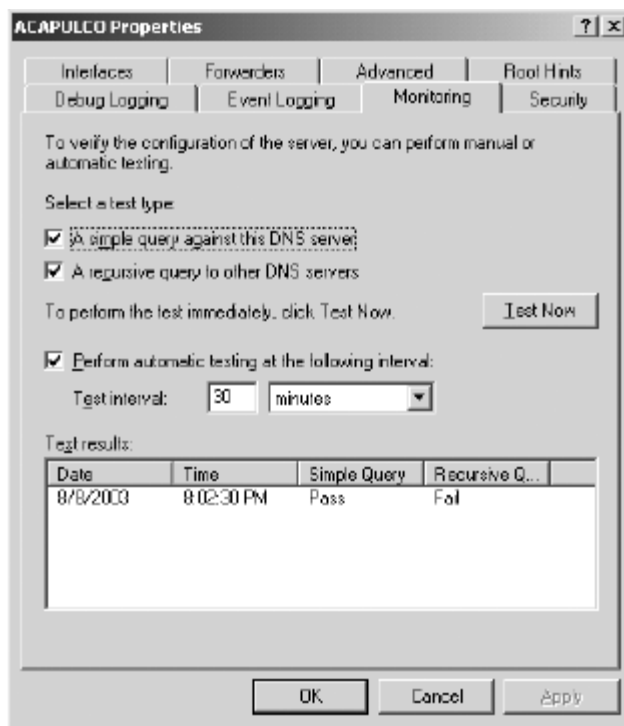 ACAPULCO Properties
Interfaces Forwarders Advanced Root Hints
Debug Logging Event Logging Monitoring Security
To verify the configuration of the server, you can perform manual or
automatic testing.
Select a test type:
A simple query against this DNS server
A recursive query to other DNS servers
To perform the test immediately, click Test Now.
Test Now
Perform automatic testing at the following interval:
Test interval: 30 minutes
Test results:
Date Time Simple Query Recursive Q...
8/8/2003 8:02:30 PM Pass Fail
OK Cancel Apply